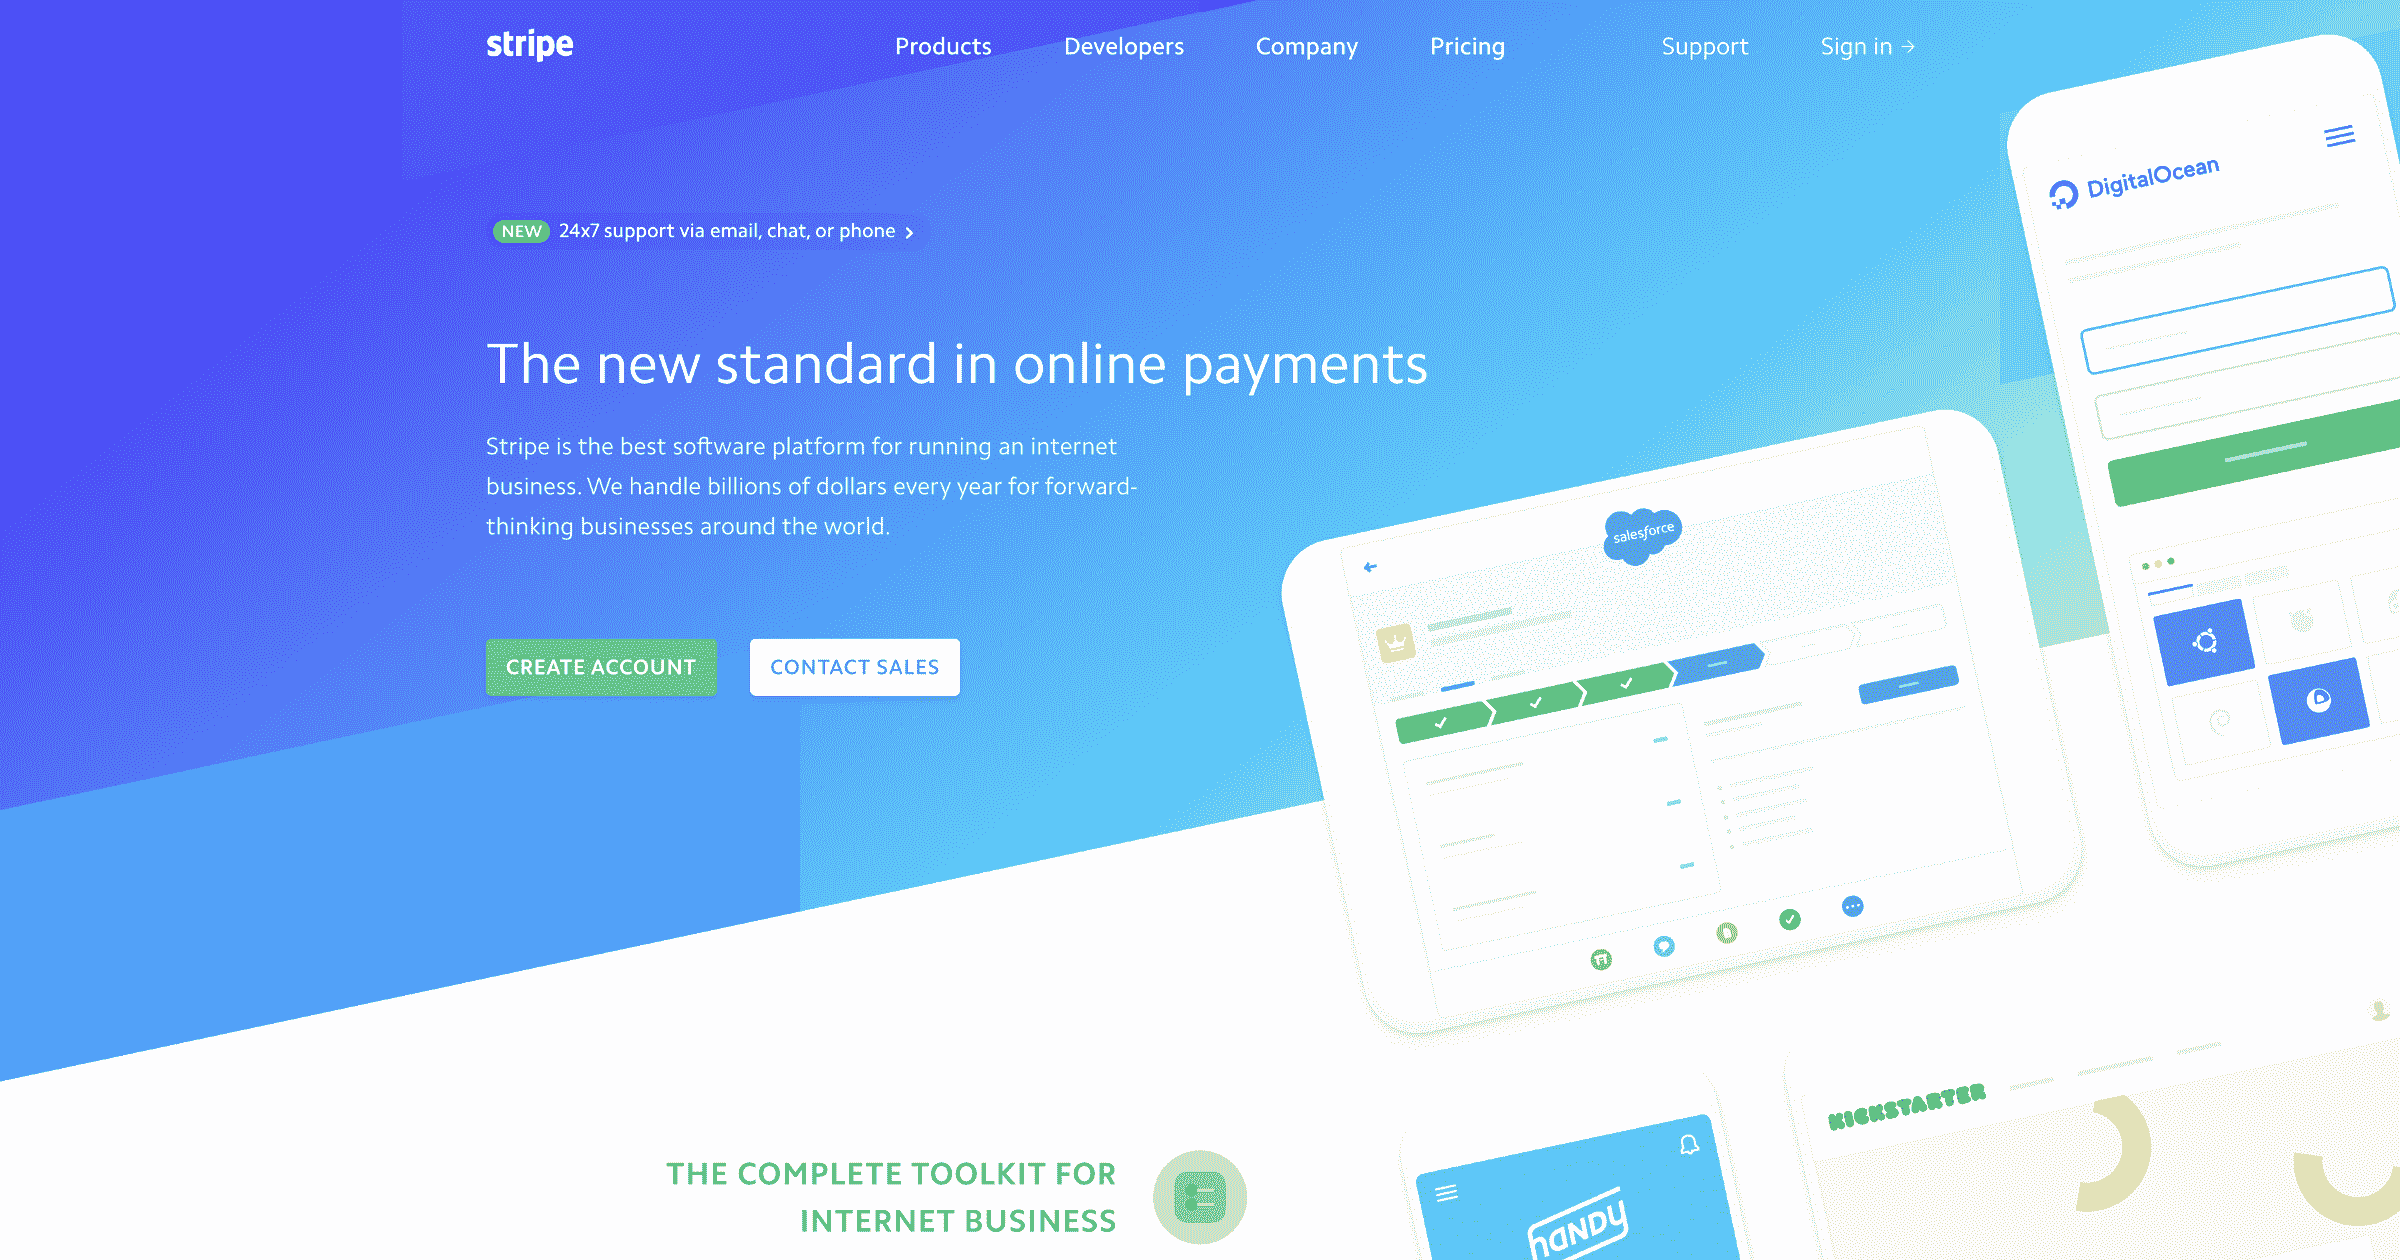 stripe
Products Developers Company Pricing Support Sign in →
NEW 24x7 support via email, chat, or phone ›
The new standard in online payments
Stripe is the best software platform for running an internet
business. We handle billions of dollars every year for forward-
thinking businesses around the world.
CREATE ACCOUNT CONTACT SALES
DigitalOcean
salesforce
KICKSTARTER
THE COMPLETE TOOLKIT FOR
INTERNET BUSINESS
HANDY